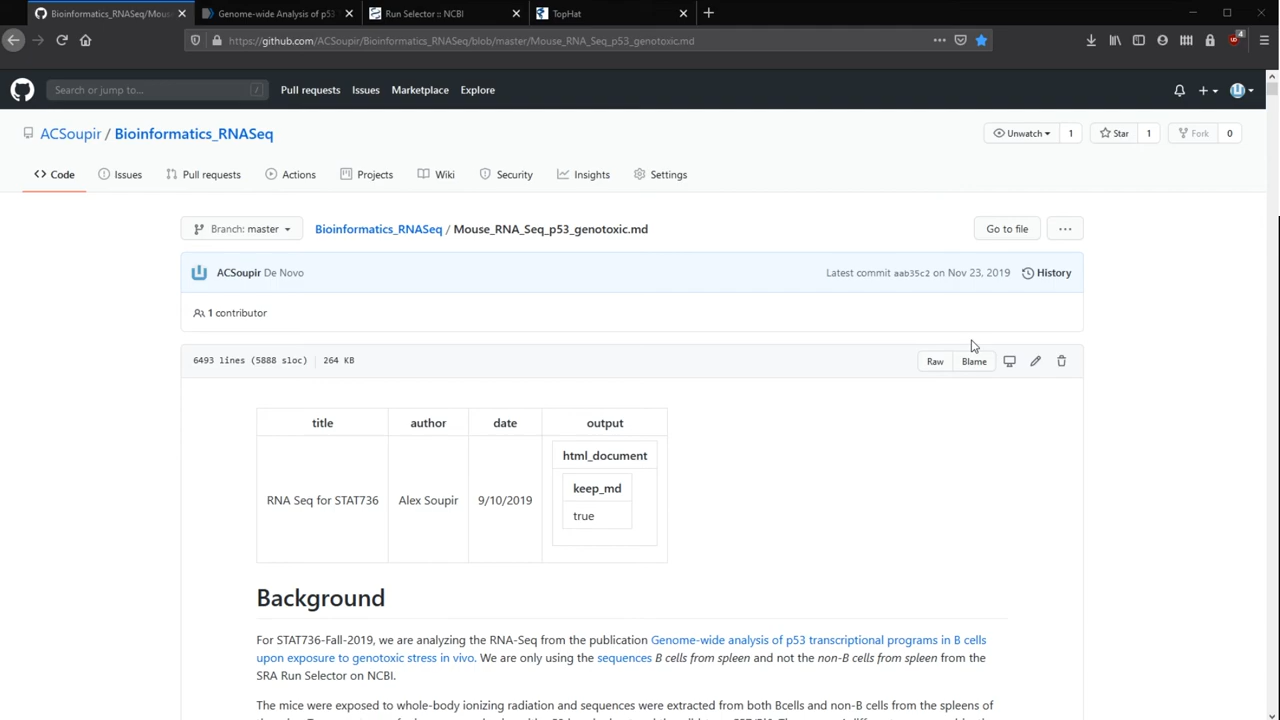 Bioinformatics_RNASeq/Mous
Genome-wide Analysis of p53
Run Selector :: NCBI
TopHat
https://github.com/ACSoupir/Bioinformatics_RNASeq/blob/master/Mouse_RNA_Seq_p53_genotoxic.md
4
Search or jump to... /
Pull requests
Issues
Marketplace
Explore
ACSoupir / Bioinformatics_RNASeq
Unwatch 1
Star 1
Fork 0
Code
Issues
Pull requests
Actions
Projects
Wiki
Security
Insights
Settings
Branch: master
Bioinformatics_RNASeq / Mouse_RNA_Seq_p53_genotoxic.md
Go to file
ACSoupir De Novo
Latest commit aab35c2 on Nov 23, 2019
History
1 contributor
6493 lines (5888 sloc) 264 KB
Raw
Blame
title author date output
html_document
keep_md
RNA Seq for STAT736 Alex Soupir 9/10/2019
true
Background
For STAT736-Fall-2019, we are analyzing the RNA-Seq from the publication Genome-wide analysis of p53 transcriptional programs in B cells
upon exposure to genotoxic stress in vivo. We are only using the sequences B cells from spleen and not the non-B cells from spleen from the
SRA Run Selector on NCBI.
The mice were exposed to whole-body ionizing radiation and sequences were extracted from both Bcells and non-B cells from the spleens of